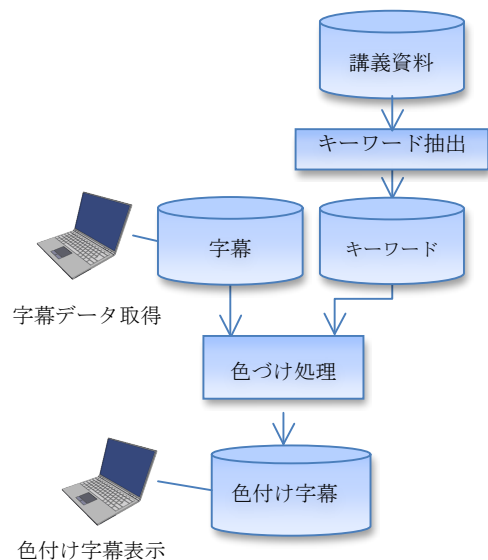 講義資料
キーワード抽出
字幕
キーワード
字幕データ取得
色づけ処理
色付け字幕
色付け字幕表示